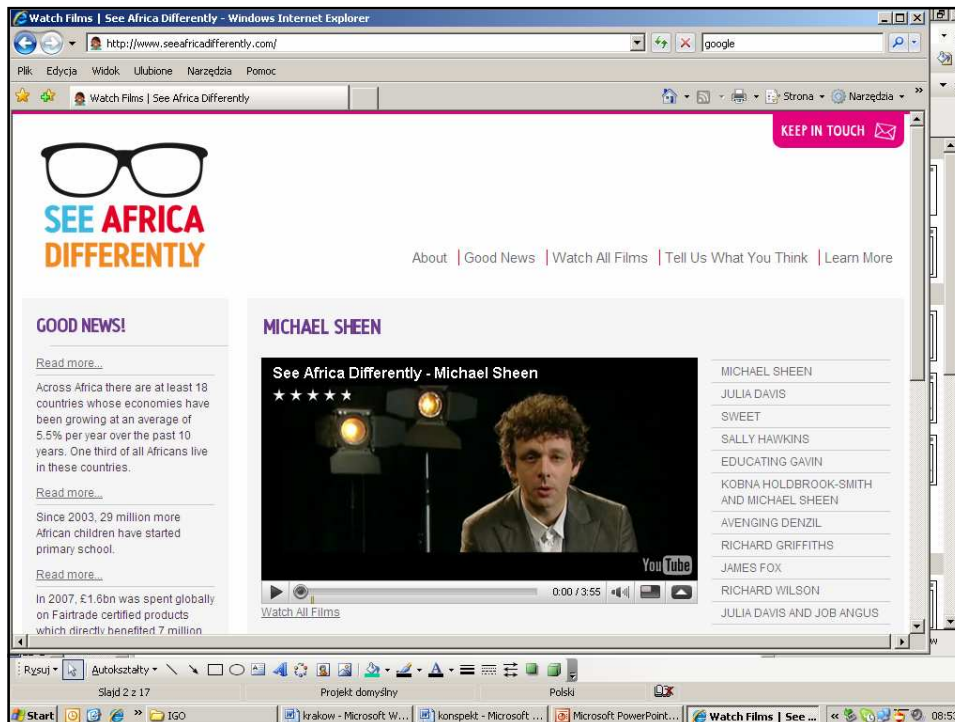 Watch Films | See Africa Differently - Windows Internet Explorer
http://www.seeafricadifferently.com/
google
Plik Edycja Widok Ulubione Narzędzia Pomoc
Watch Films | See Africa Differently
Strona Narzędzia
KEEP IN TOUCH
SEE AFRICA
DIFFERENTLY
About Good News Watch All Films Tell Us What You Think Learn More
GOOD NEWS!
Read more...
Across Africa there are at least 18
countries whose economies have
been growing at an average of
5.5% per year over the past 10
years. One third of all Africans live
in these countries.
Read more...
Since 2003, 29 million more
African children have started
primary school.
Read more...
In 2007, £1.6bn was spent globally
on Fairtrade certified products
which directly benefited 7 million
MICHAEL SHEEN
See Africa Differently - Michael Sheen
YouTube
0:00 / 3:55
Watch All Films
MICHAEL SHEEN
JULIA DAVIS
SWEET
SALLY HAWKINS
EDUCATING GAVIN
KOBNA HOLDBROOK-SMITH
AND MICHAEL SHEEN
AVENGING DENZIL
RICHARD GRIFFITHS
JAMES FOX
RICHARD WILSON
JULIA DAVIS AND JOB ANGUS
Rysuj Autokształty
Slajd 2 z 17 Projekt domyślny Polski
Start IGO krakow - Microsoft W... konspekt - Microsoft ... Microsoft PowerPoint... Watch Films | See ...